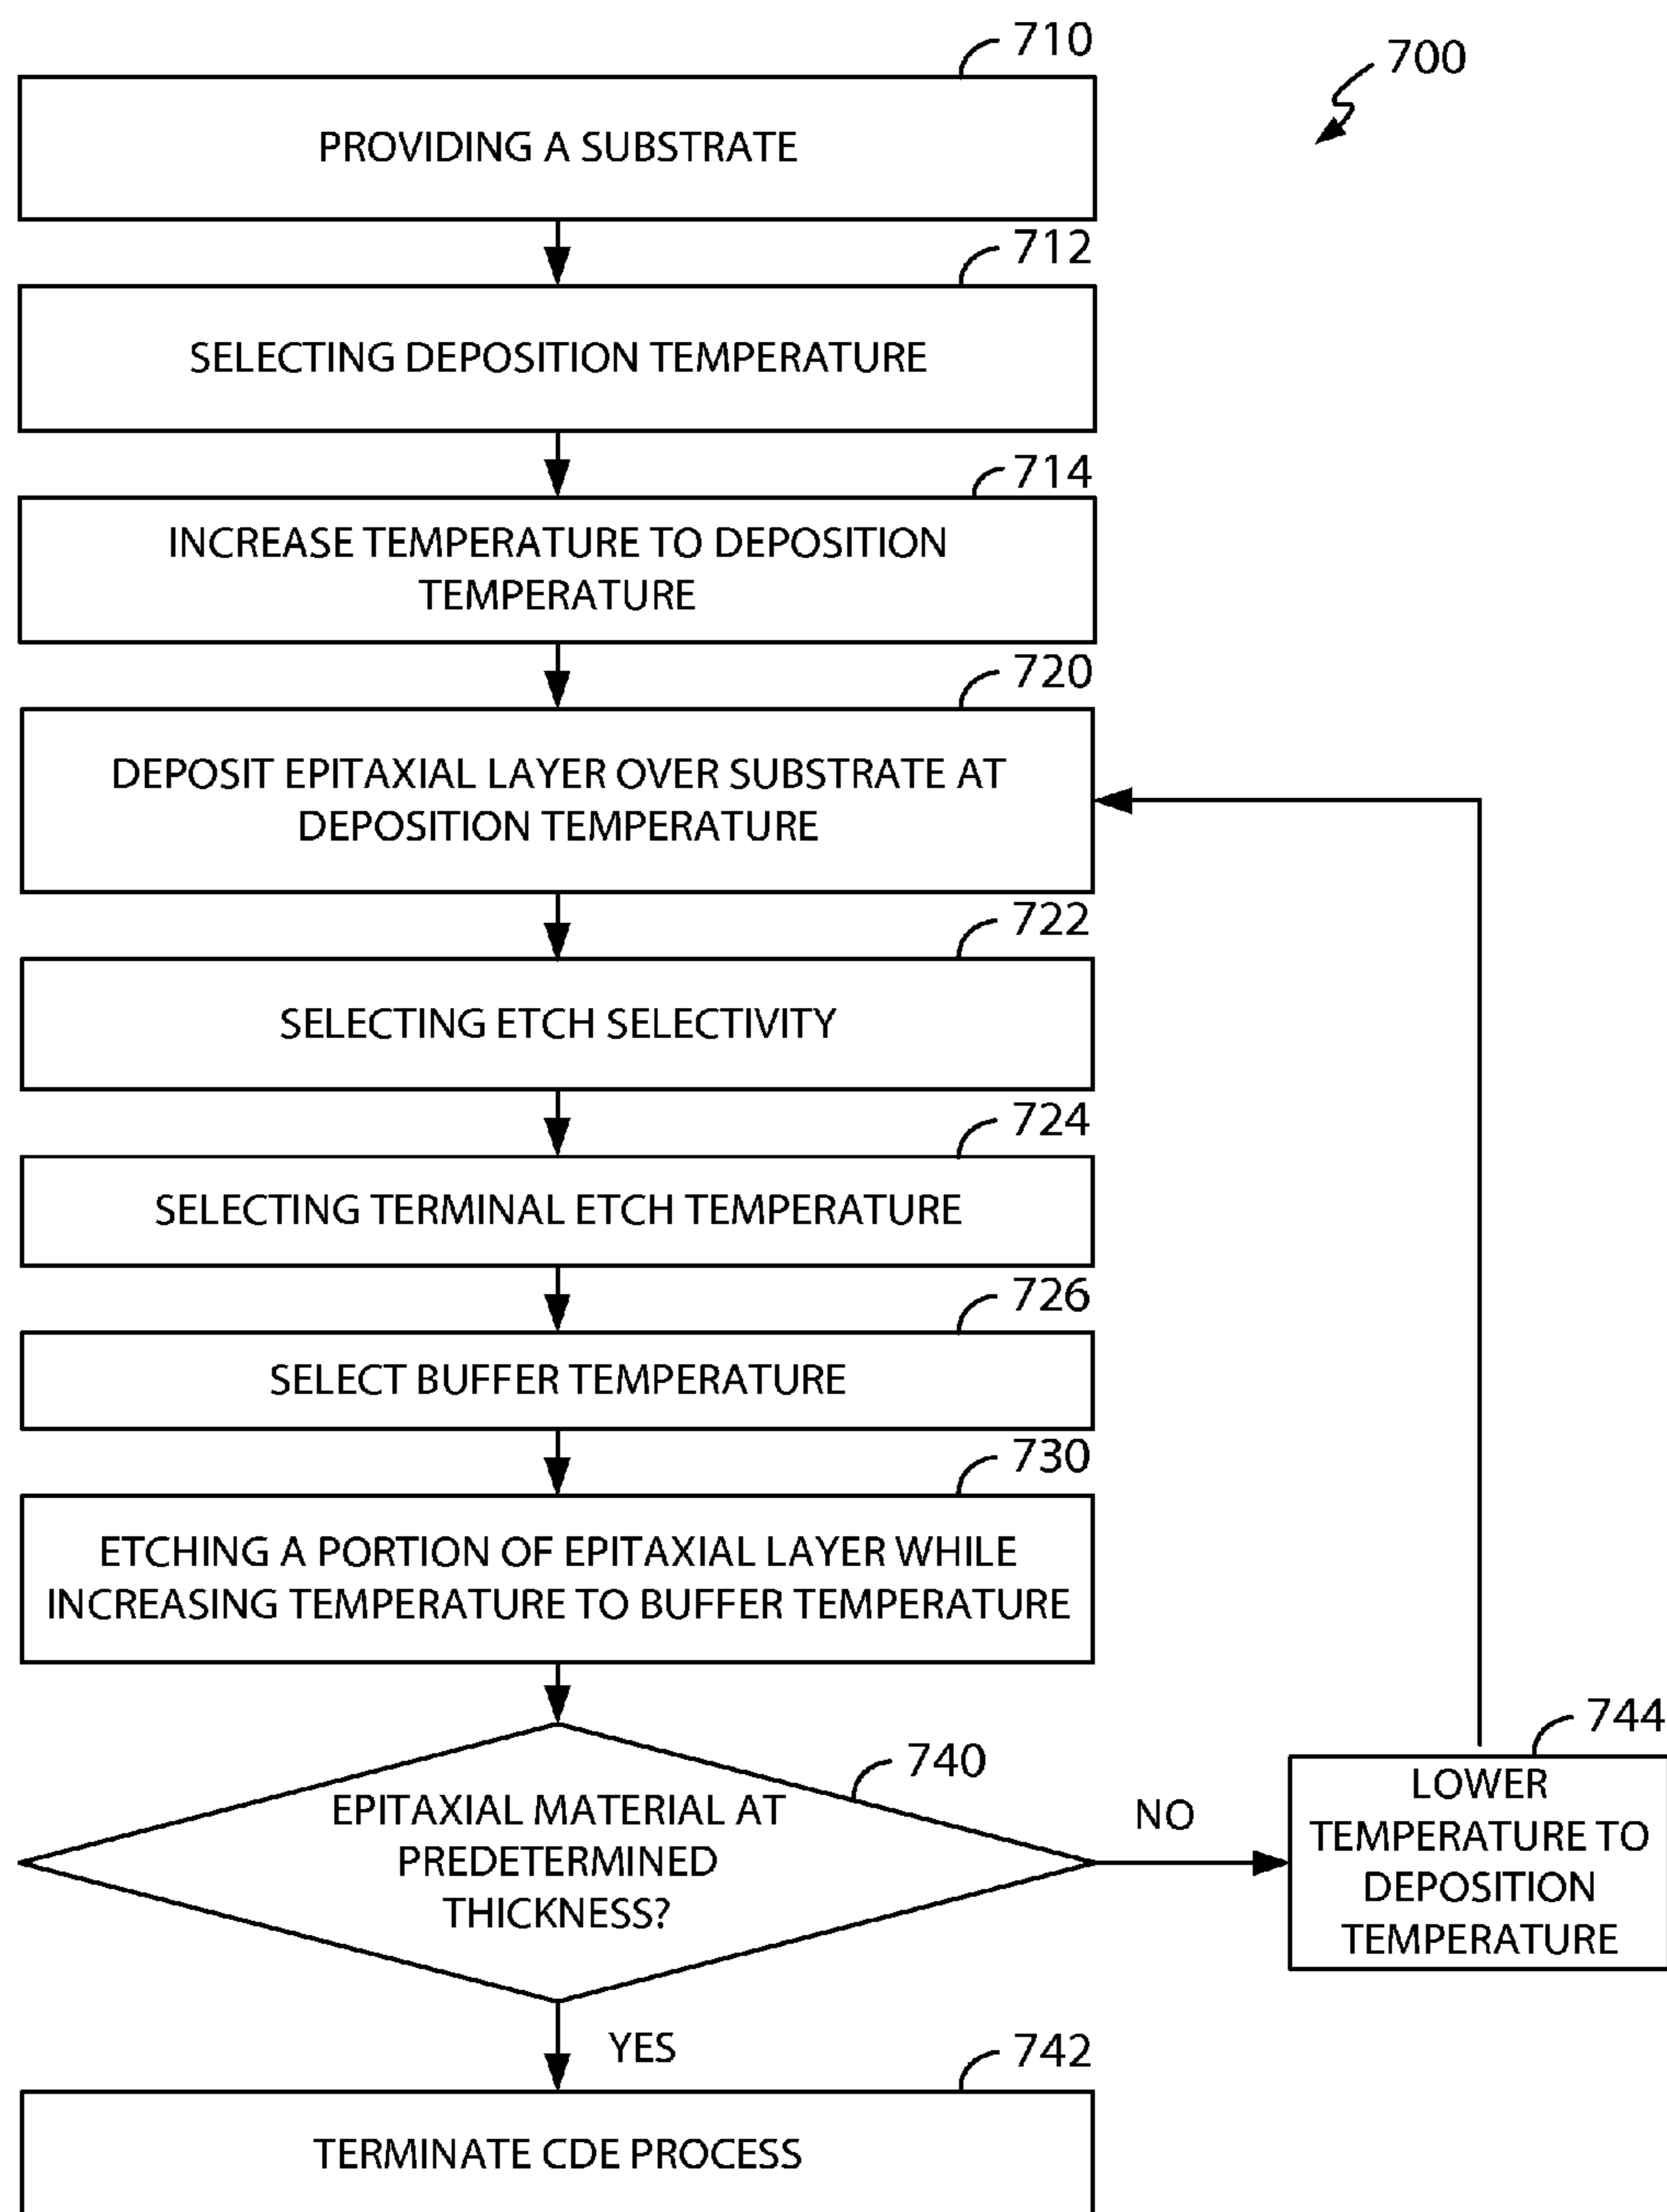 710
700
PROVIDING A SUBSTRATE
712
SELECTING DEPOSITION TEMPERATURE
714
INCREASE TEMPERATURE TO DEPOSITION
TEMPERATURE
720
DEPOSIT EPITAXIAL LAYER OVER SUBSTRATE AT
DEPOSITION TEMPERATURE
722
SELECTING ETCH SELECTIVITY
724
SELECTING TERMINAL ETCH TEMPERATURE
726
SELECT BUFFER TEMPERATURE
730
ETCHING A PORTION OF EPITAXIAL LAYER WHILE
INCREASING TEMPERATURE TO BUFFER TEMPERATURE
740
EPITAXIAL MATERIAL AT
PREDETERMINED
THICKNESS?
NO
744
LOWER
TEMPERATURE TO
DEPOSITION
TEMPERATURE
YES
742
TERMINATE CDE PROCESS